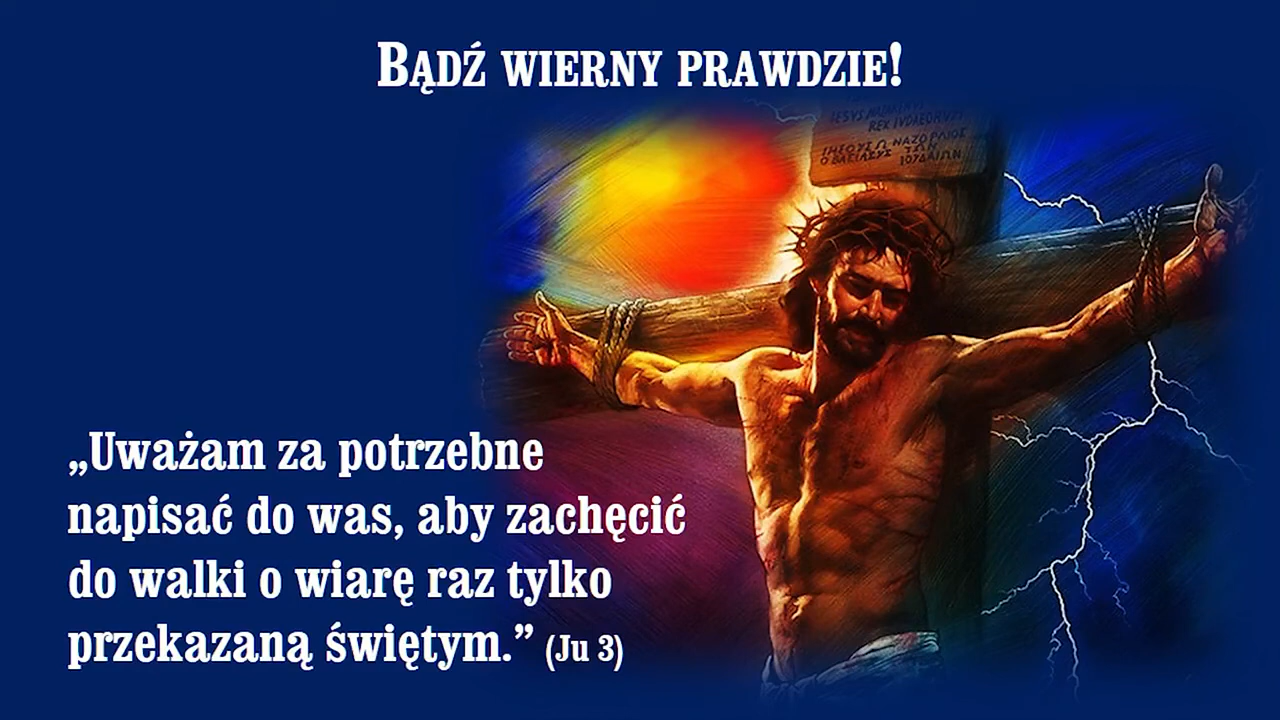 BĄDŹ WIERNY PRAWDZIE!
REX IVDAEORVM
„Uważam za potrzebne
napisać do was, aby zachęcić
do walki o wiarę raz tylko
przekazaną świętym.” (Ju 3)